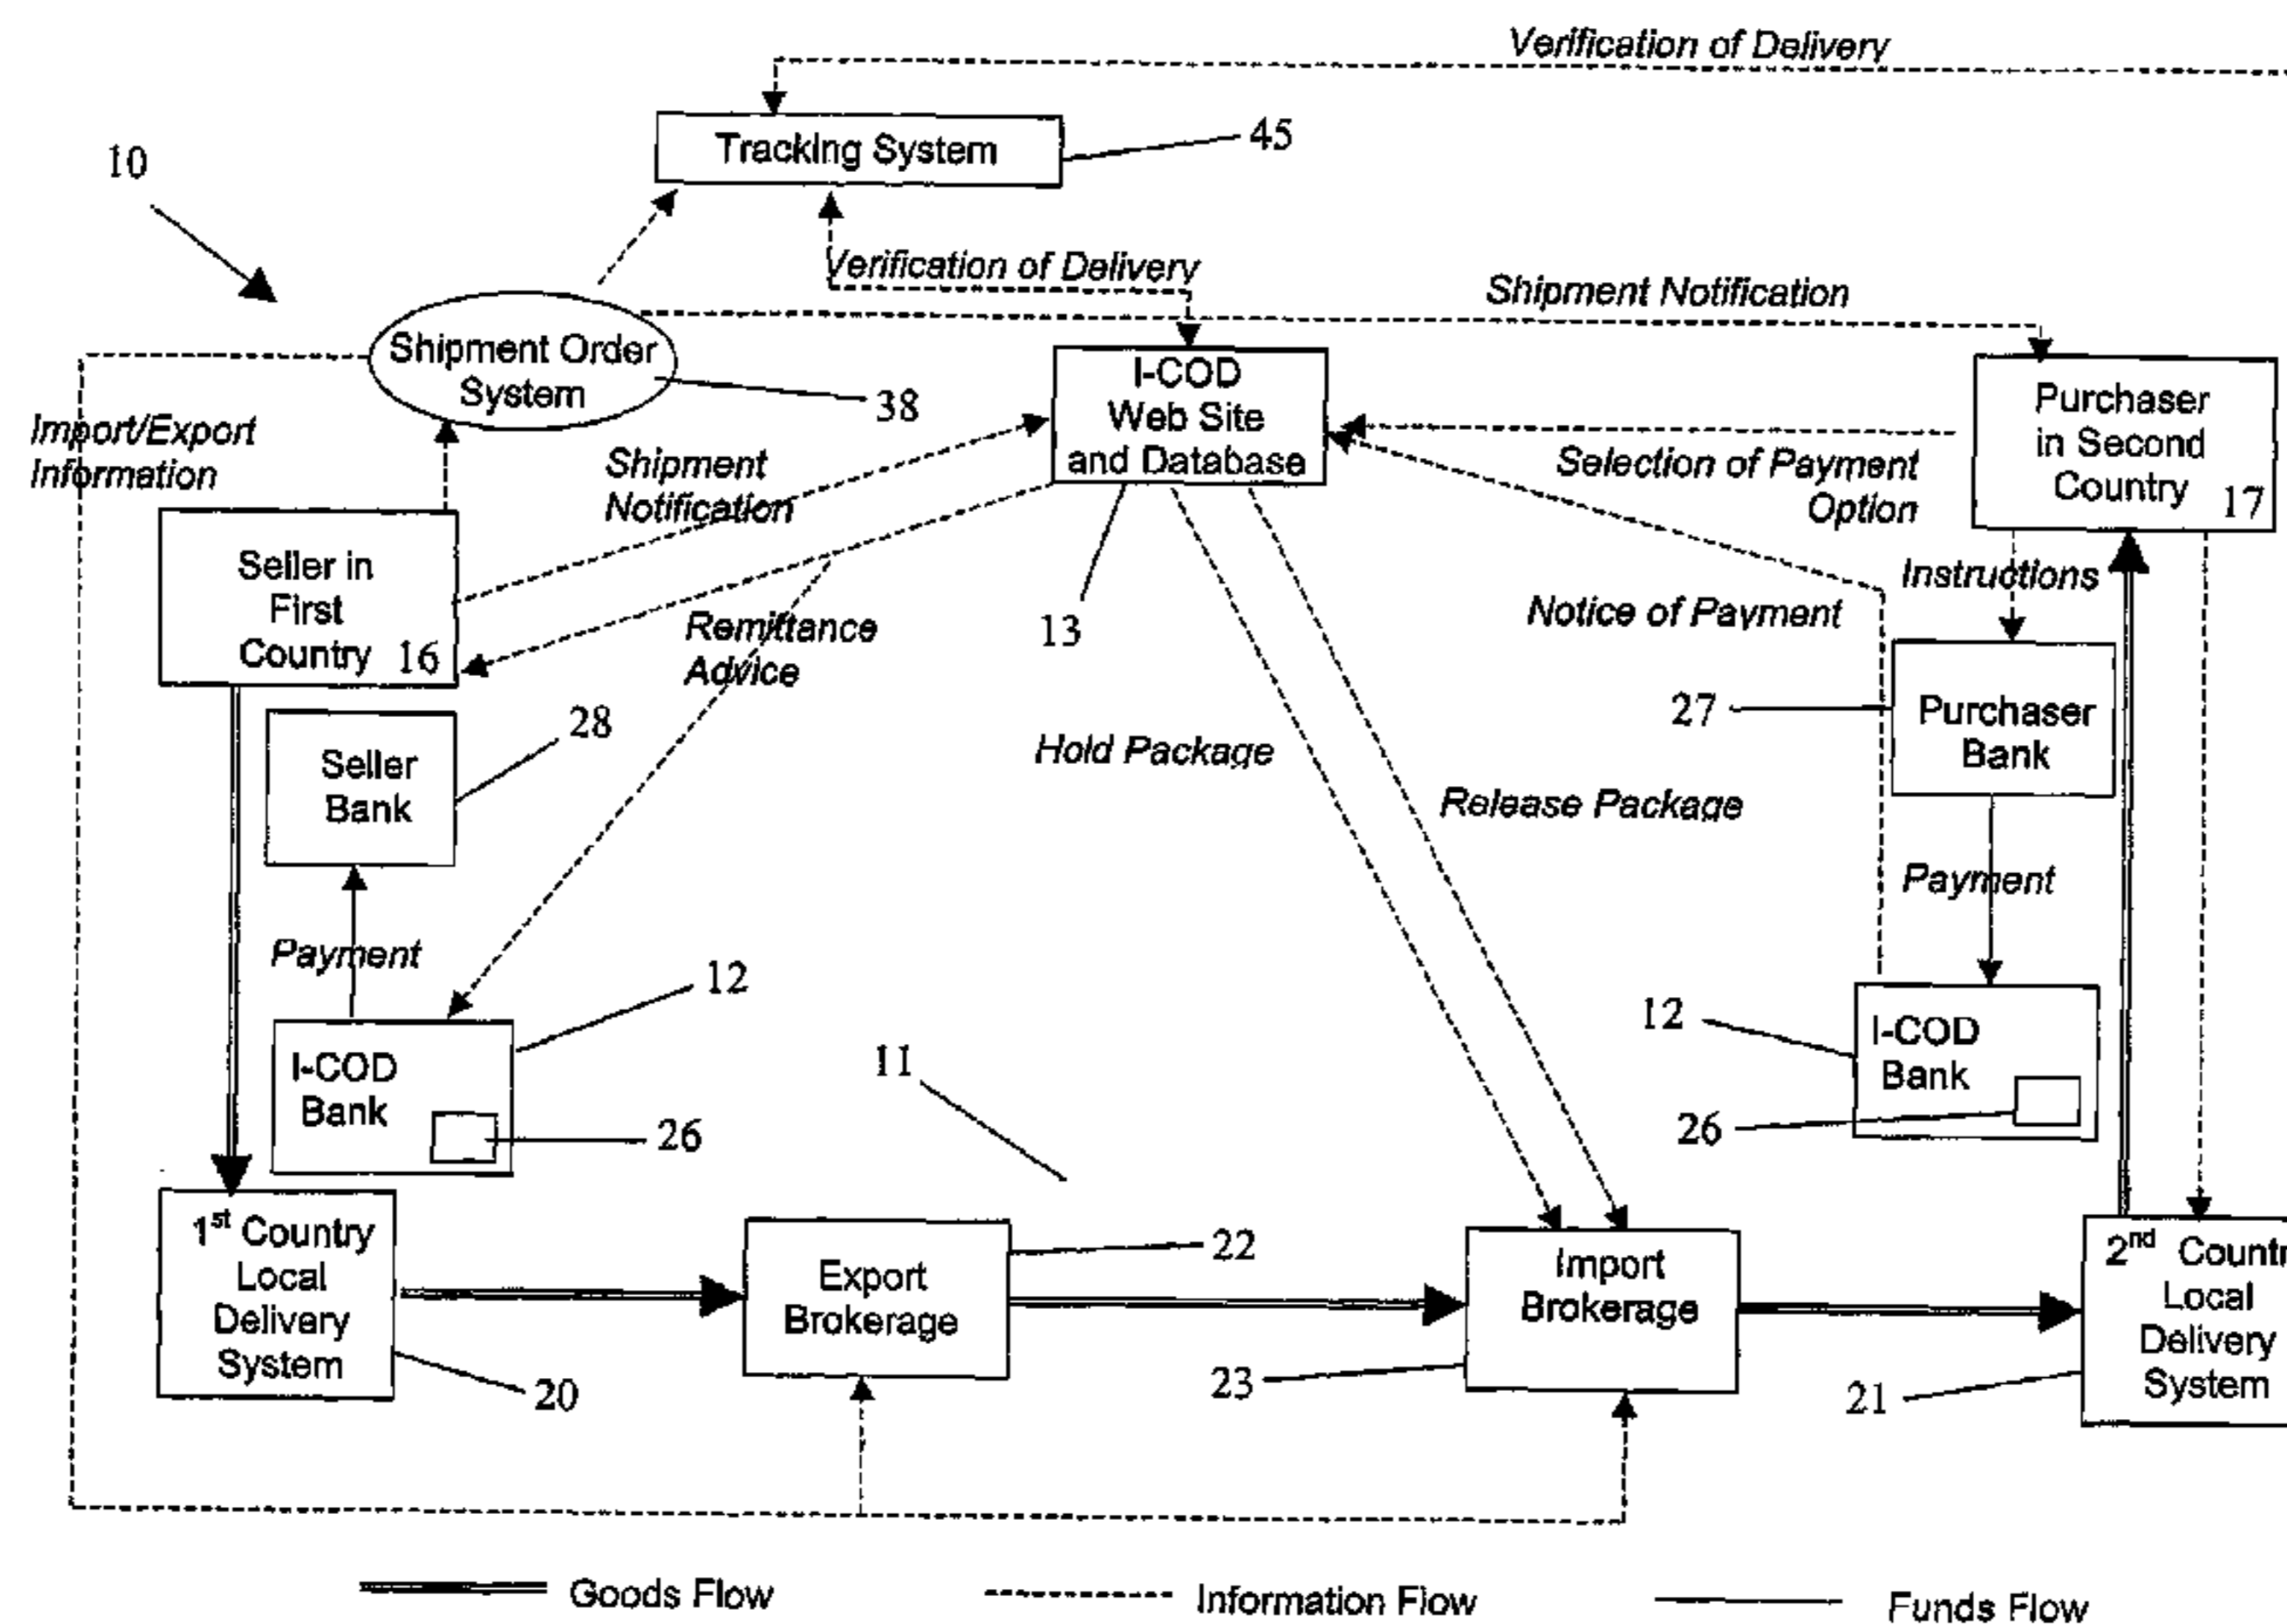 Verification of Delivery
Tracking System
45
10
Verification of Delivery
Shipment Notification
Shipment Order
System
38
I-COD
Web Site
and Database
13
Purchaser
in Second
Country
17
Import/Export
Information
Shipment
Notification
Selection of Payment
Option
Seller in
First
Country
16
Instructions
Notice of Payment
Remittance
Advice
Seller
Bank
28
Hold Package
Release Package
27
Purchaser
Bank
Payment
Payment
12
I-COD
Bank
26
11
12
I-COD
Bank
26
1st Country
Local
Delivery
System
20
Export
Brokerage
22
Import
Brokerage
23
2nd Countr
Local
Delivery
System
21
Goods Flow
Information Flow
Funds Flow